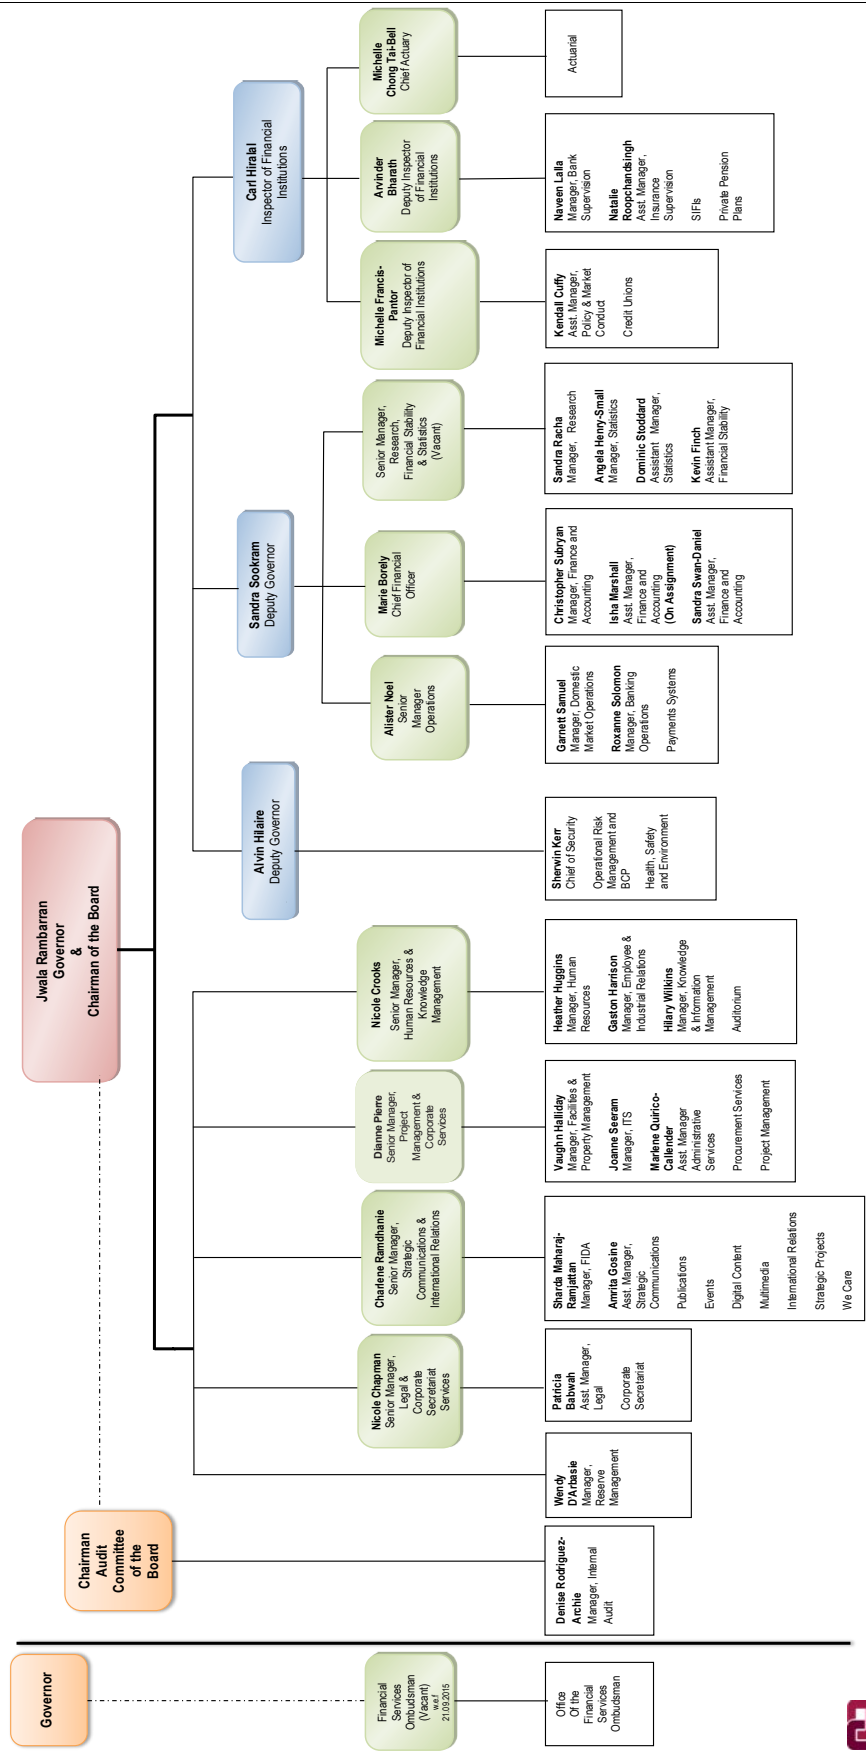 Governor
Financial
Services
Ombudsman
(Vacant)
w.e.f
21.09.2015
Office
Of the
Financial
Services
Ombudsman
Chairman
Audit
Committee
of the
Board
Denise Rodriguez-
Archie
Manager, Internal
Audit
Jwala Rambarran
Governor
&
Chairman of the Board
Wendy
D'Arbasie
Manager,
Reserve
Management
Nicole Chapman
Senior Manager,
Legal &
Corporate
Secretariat
Services
Patricia
Babwah
Asst. Manager,
Legal
Corporate
Secretariat
Charlene Ramdhanie
Senior Manager,
Strategic
Communications &
International Relations
Sharda Maharaj-
Ramjattan
Manager, FIDA
Amrita Gosine
Asst. Manager,
Strategic
Communications
Publications
Events
Digital Content
Multimedia
International Relations
Strategic Projects
We Care
Dianne Pierre
Senior Manager,
Project
Management &
Corporate
Services
Vaughn Halliday
Manager, Facilities &
Property Management
Joanne Seeram
Manager, ITS
Marlene Quirico-
Callender
Asst. Manager
Administrative
Services
Procurement Services
Project Management
Nicole Crooks
Senior Manager,
Human Resources &
Knowledge
Management
Heather Huggins
Manager, Human
Resources
Gaston Harrison
Manager, Employee &
Industrial Relations
Hilary Wilkins
Manager, Knowledge
& Information
Management
Auditorium
Alvin Hilaire
Deputy Governor
Sherwin Kerr
Chief of Security
Operational Risk
Management and
BCP
Health, Safety
and Environment
Sandra Sookram
Deputy Governor
Alister Noel
Senior
Manager
Operations
Garnett Samuel
Manager, Domestic
Market Operations
Roxanne Solomon
Manager, Banking
Operations
Payments Systems
Marie Borely
Chief Financial
Officer
Christopher Subryan
Manager, Finance and
Accounting
Isha Marshall
Asst. Manager,
Finance and
Accounting
(On Assignment)
Sandra Swan-Daniel
Asst. Manager,
Finance and
Accounting
Senior Manager,
Research,
Financial Stability
& Statistics
(Vacant)
Sandra Racha
Manager, Research
Angela Henry-Small
Manager, Statistics
Dominic Stoddard
Assistant Manager,
Statistics
Kevin Finch
Assistant Manager,
Financial Stability
Carl Hiralal
Inspector of Financial
Institutions
Michelle Francis-
Pantor
Deputy Inspector of
Financial Institutions
Kendall Cuffy
Asst. Manager,
Policy & Market
Conduct
Credit Unions
Arvinder
Bharath
Deputy Inspector
of Financial
Institutions
Naveen Lalla
Manager, Bank
Supervision
Natalie
Roopchandsingh
Asst. Manager,
Insurance
Supervision
SIFIs
Private Pension
Plans
Michelle
Chong Tai-Bell
Chief Actuary
Actuarial